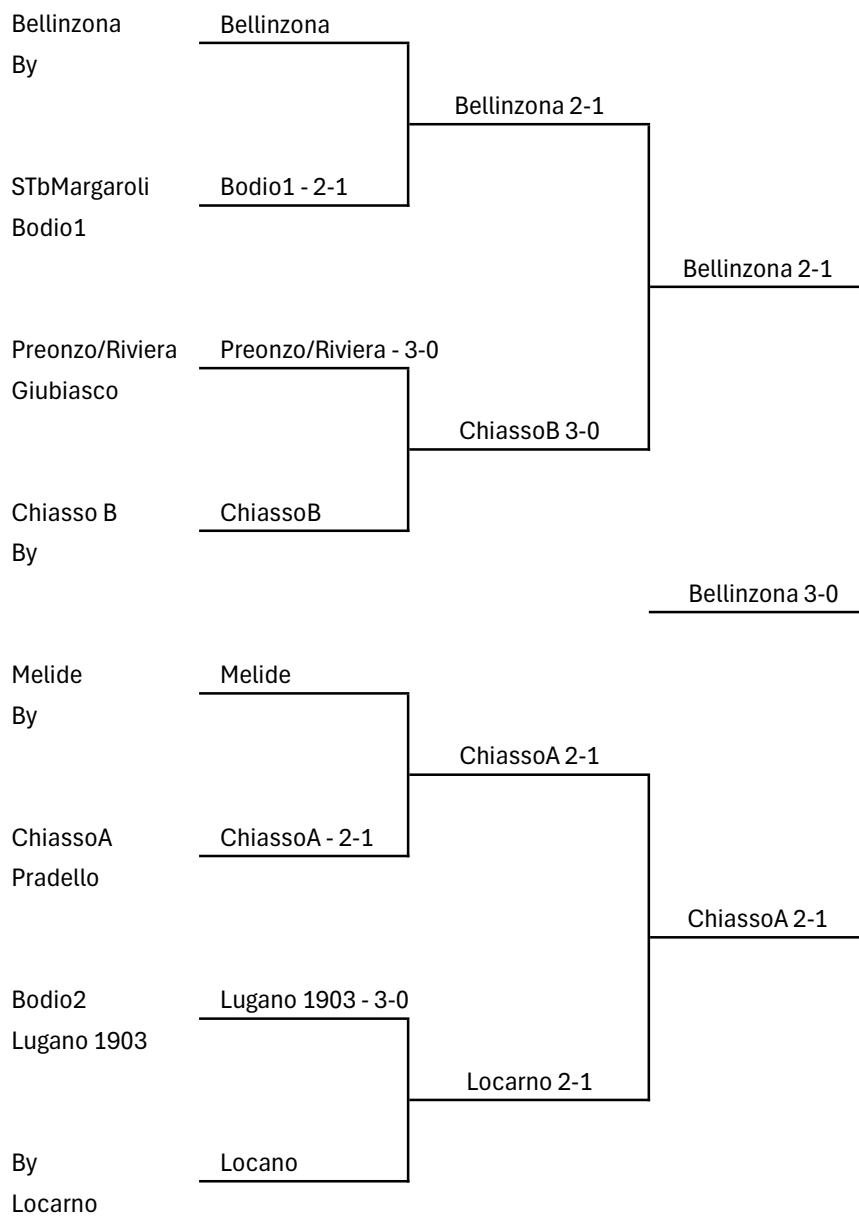 Bellinzona Bellinzona
By
Bellinzona 2-1
STbMargaroli Bodio1 - 2-1
Bodio1
Bellinzona 2-1
Preonzo/Riviera Preonzo/Riviera - 3-0
Giubiasco
ChiassoB 3-0
Chiasso B ChiassoB
By
Bellinzona 3-0
Melide Melide
By
ChiassoA 2-1
ChiassoA ChiassoA - 2-1
Pradello
ChiassoA 2-1
Bodio2 Lugano 1903 - 3-0
Lugano 1903
Locarno 2-1
By Locano
Locarno